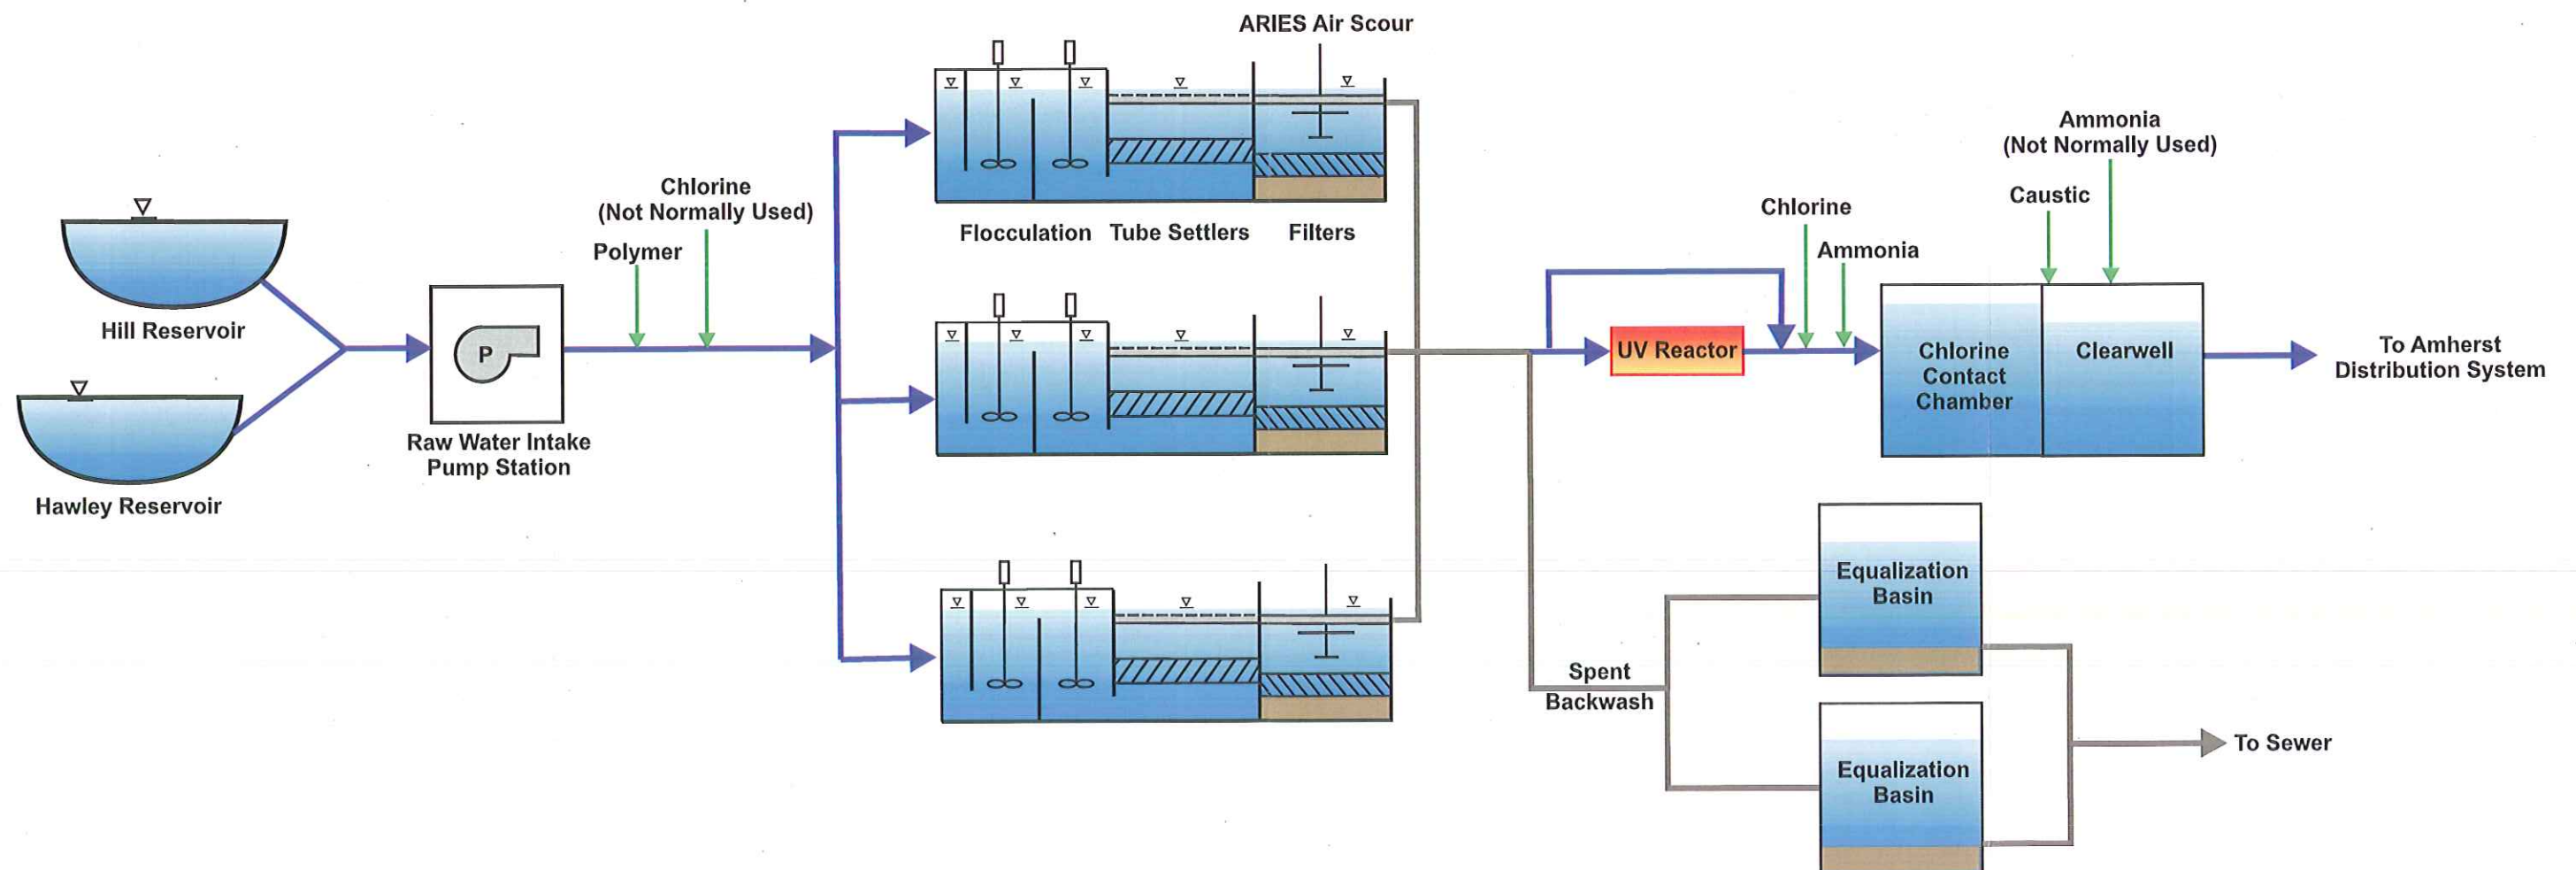 ARIES Air Scour
Chlorine
(Not Normally Used)
Polymer
Hill Reservoir
Hawley Reservoir
P
Raw Water Intake
Pump Station
Flocculation
Tube Settlers
Filters
Chlorine
Ammonia
Caustic
Ammonia
(Not Normally Used)
UV Reactor
Chlorine
Contact
Chamber
Clearwell
To Amherst
Distribution System
Spent
Backwash
Equalization
Basin
Equalization
Basin
To Sewer